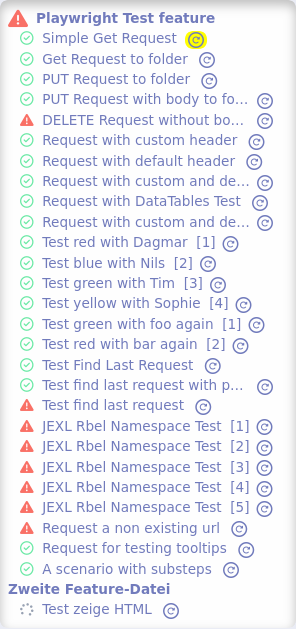 Playwright Test feature
Simple Get Request
Get Request to folder
PUT Request to folder
PUT Request with body to fo...
DELETE Request without bo...
Request with custom header
Request with default header
Request with custom and de...
Request with DataTables Test
Request with custom and de...
Test red with Dagmar [1]
Test blue with Nils [2]
Test green with Tim [3]
Test yellow with Sophie [4]
Test green with foo again [1]
Test red with bar again [2]
Test Find Last Request
Test find last request with p...
Test find last request
JEXL Rbel Namespace Test [1]
JEXL Rbel Namespace Test [2]
JEXL Rbel Namespace Test [3]
JEXL Rbel Namespace Test [4]
JEXL Rbel Namespace Test [5]
Request a non existing url
Request for testing tooltips
A scenario with substeps
Zweite Feature-Datei
Test zeige HTML